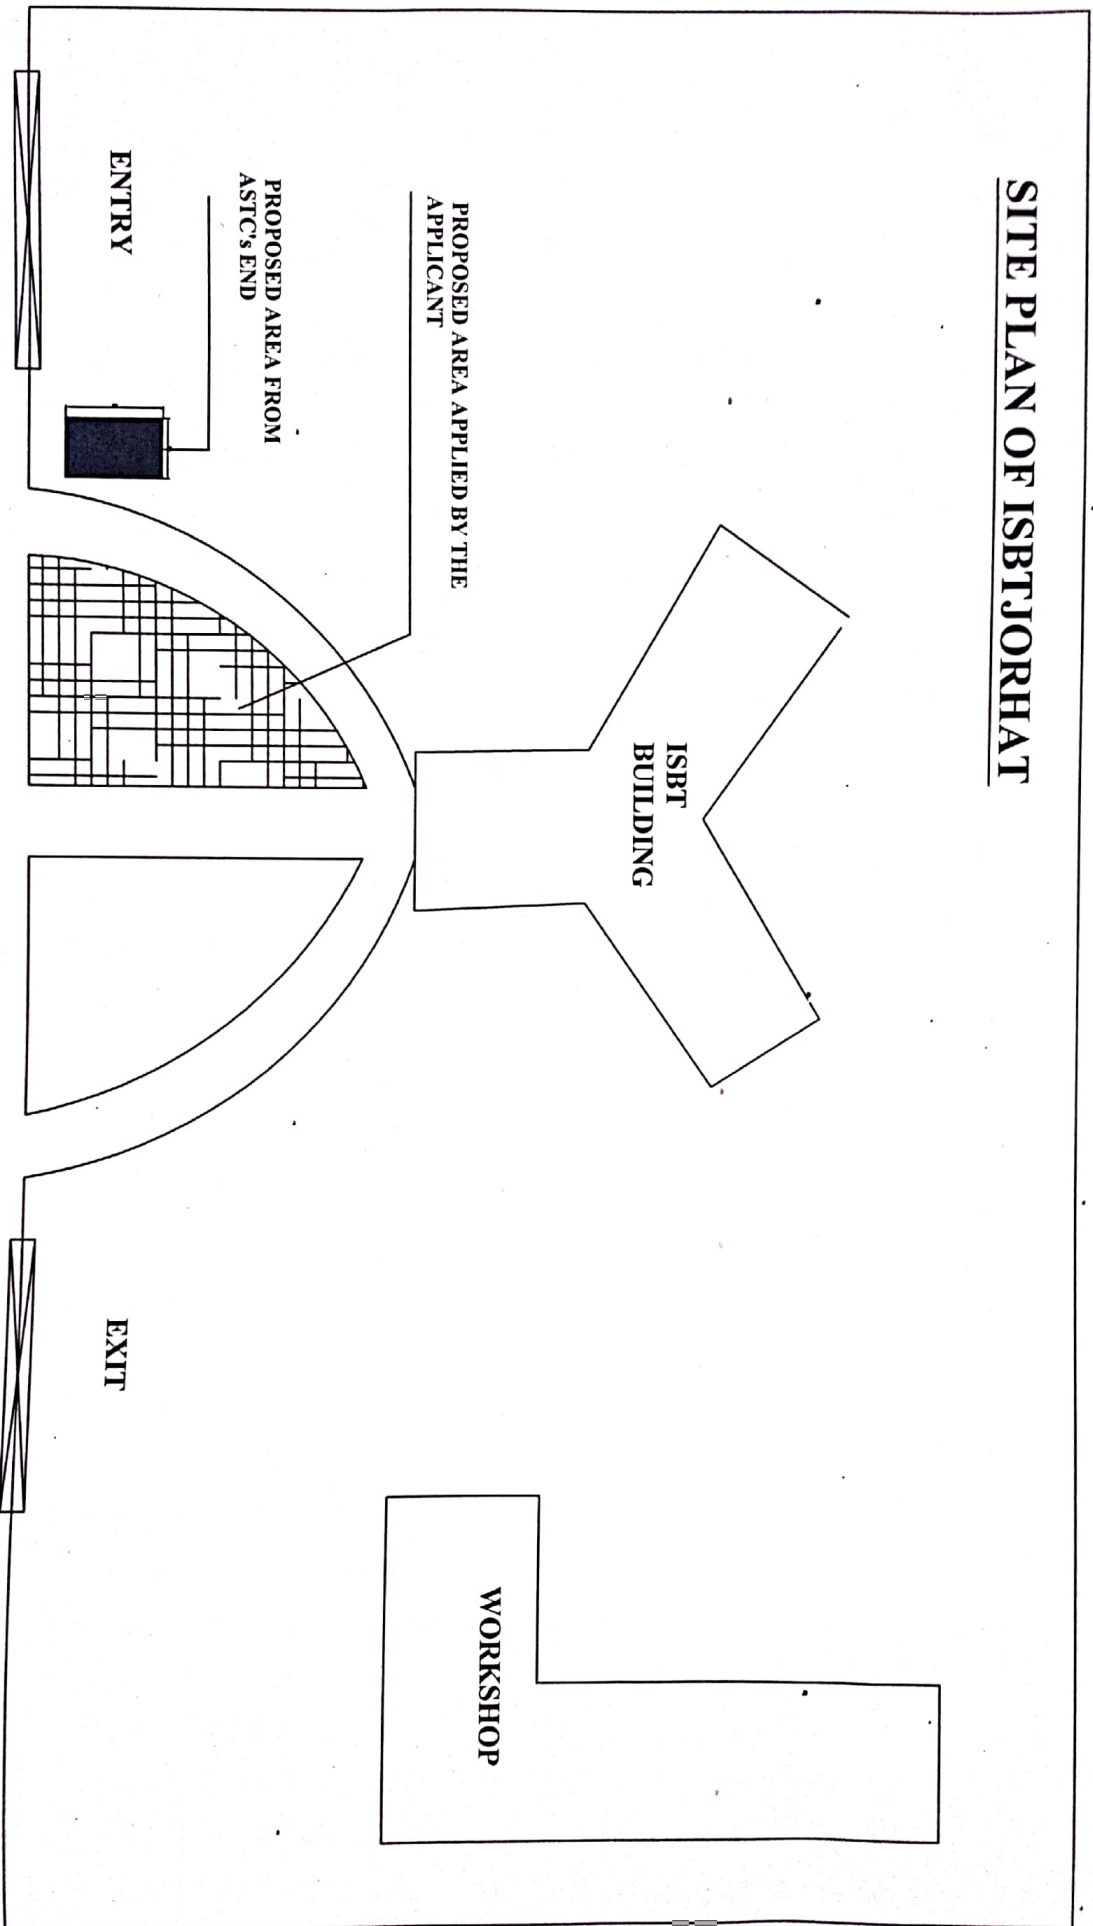 SITE PLAN OF ISBTJORHAT
ISBT
BUILDING
WORKSHOP
PROPOSED AREA APPLIED BY THE
APPLICANT
PROPOSED AREA FROM
ASTC's END
ENTRY
EXIT